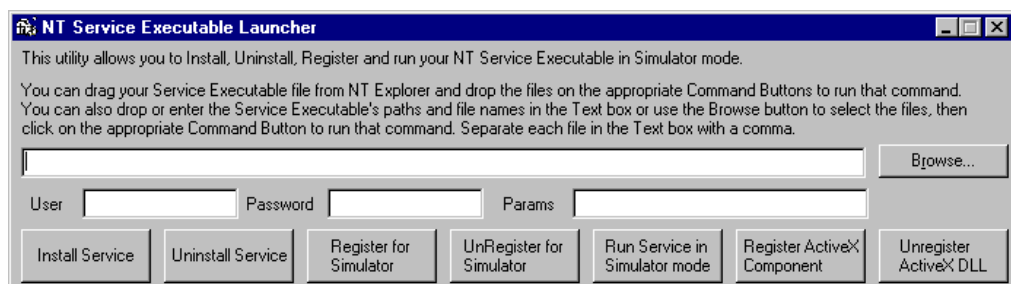 NT Service Executable Launcher
This utility allows you to Install, Uninstall, Register and run your NT Service Executable in Simulator mode.
You can drag your Service Executable file from NT Explorer and drop the files on the appropriate Command Buttons to run that command.
You can also drop or enter the Service Executable's paths and file names in the Text box or use the Browse button to select the files, then
click on the appropriate Command Button to run that command. Separate each file in the Text box with a comma.
Browse...
User Password Params
Install Service
Uninstall Service
Register for
Simulator
UnRegister for
Simulator
Run Service in
Simulator mode
Register ActiveX
Component
Unregister
ActiveX DLL